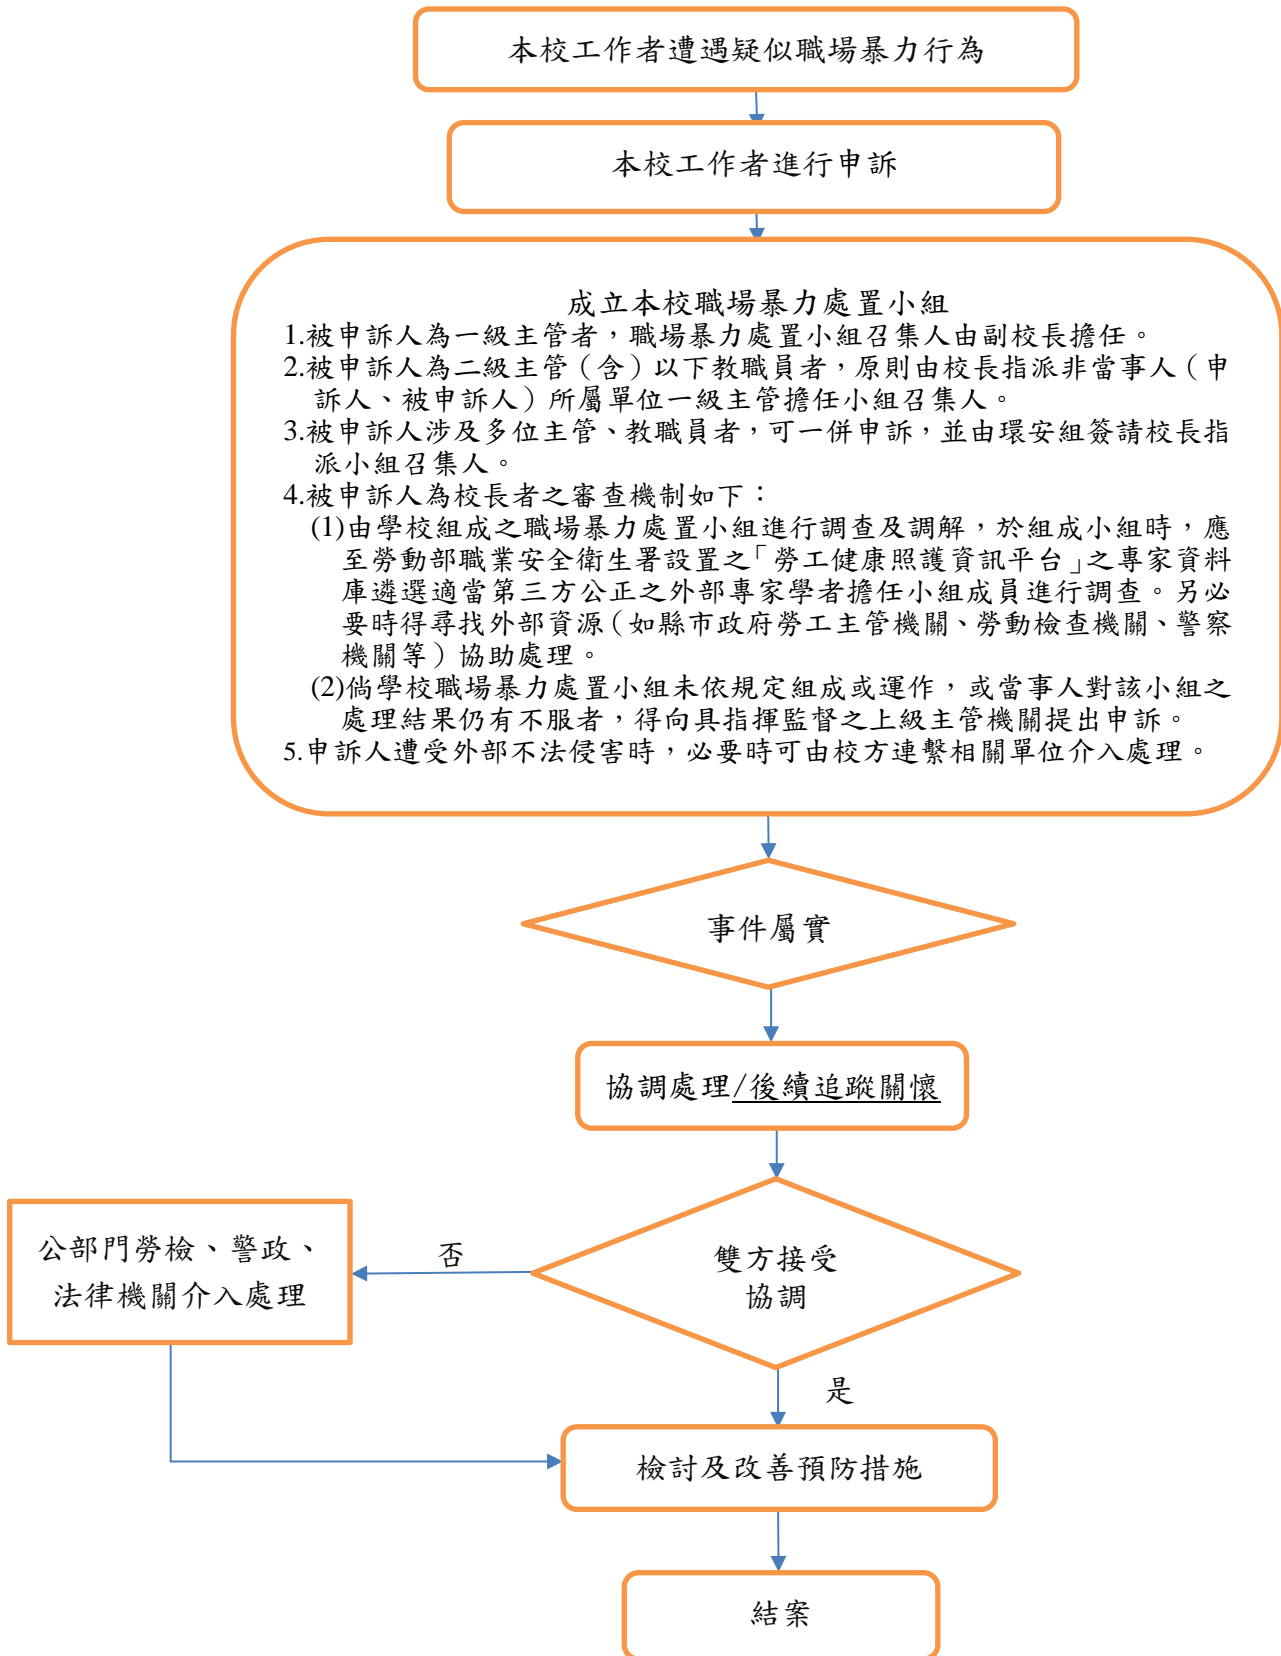 本校工作者遭遇疑似職場暴力行為
本校工作者進行申訴
成立本校職場暴力處置小組
1.被申訴人為一級主管者，職場暴力處置小組召集人由副校長擔任。
2.被申訴人為二級主管（含）以下教職員者，原則由校長指派非當事人（申
訴人、被申訴人）所屬單位一級主管擔任小組召集人。
3.被申訴人涉及多位主管、教職員者，可一併申訴，並由環安組簽請校長指
派小組召集人。
4.被申訴人為校長者之審查機制如下：
(1)由學校組成之職場暴力處置小組進行調查及調解，於組成小組時，應
至勞動部職業安全衛生署設置之「勞工健康照護資訊平台」之專家資料
庫遴選適當第三方公正之外部專家學者擔任小組成員進行調查。另必
要時得尋找外部資源（如縣市政府勞工主管機關、勞動檢查機關、警察
機關等）協助處理。
(2)倘學校職場暴力處置小組未依規定組成或運作，或當事人對該小組之
處理結果仍有不服者，得向具指揮監督之上級主管機關提出申訴。
5.申訴人遭受外部不法侵害時，必要時可由校方連繫相關單位介入處理。
事件屬實
協調處理/後續追蹤關懷
雙方接受
協調
否
公部門勞檢、警政、
法律機關介入處理
是
檢討及改善預防措施
結案